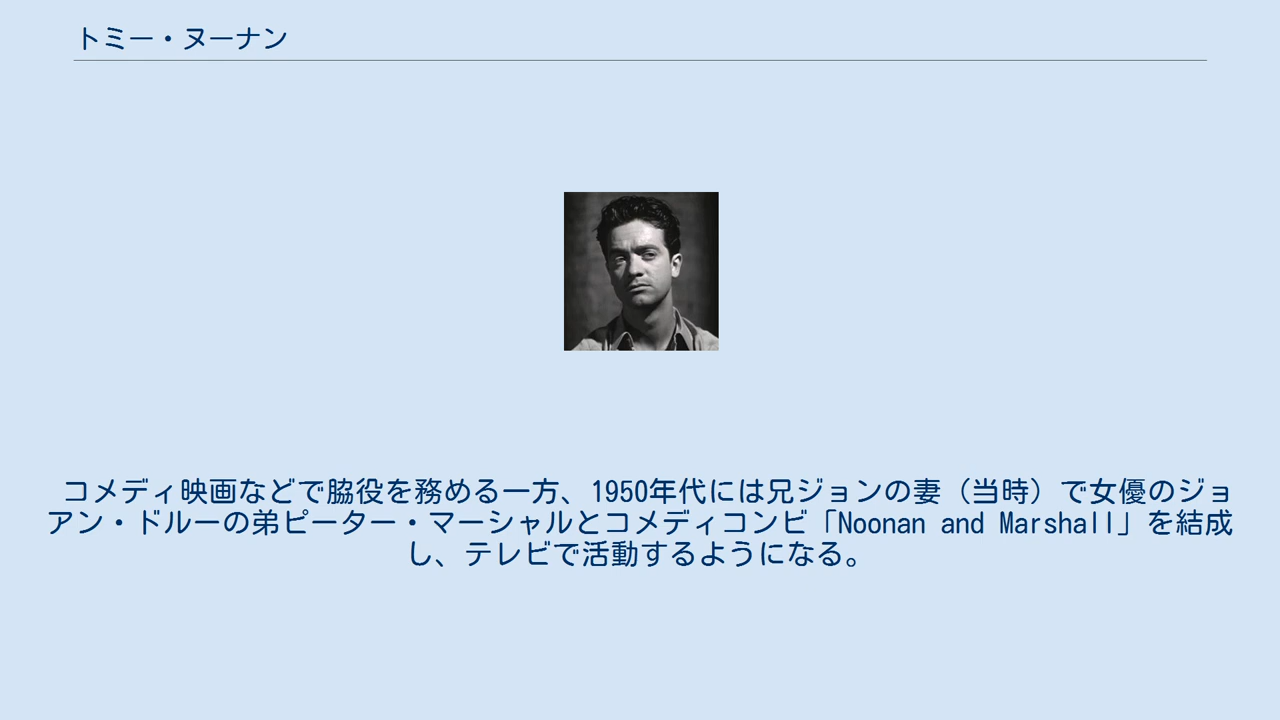 トミー・ヌーナン
コメディ映画などで脇役を務める一方、1950年代には兄ジョンの妻（当時）で女優のジョ
アン・ドルーの弟ピーター・マーシャルとコメディコンビ「Noonan and Marshall」を結成
し、テレビで活動するようになる。